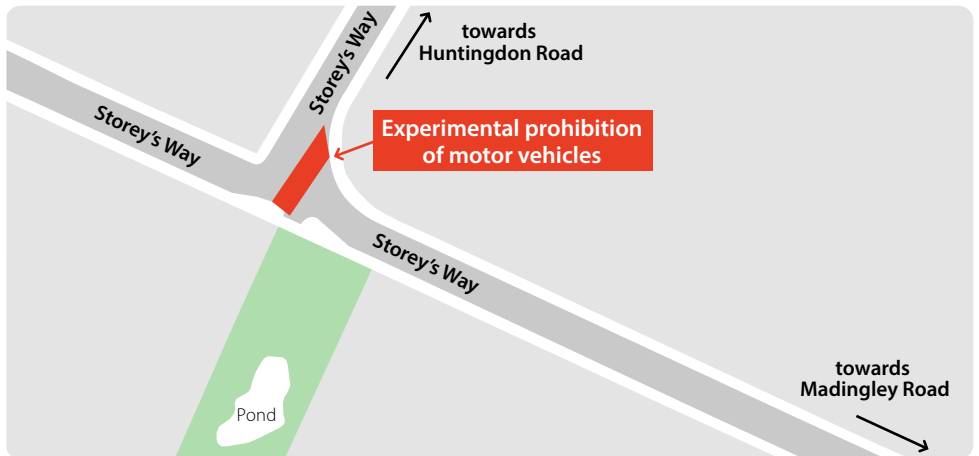 towards
Huntingdon Road
Storey's Way
Storey's Way
Experimental prohibition
of motor vehicles
Storey's Way
towards
Madingley Road
Pond